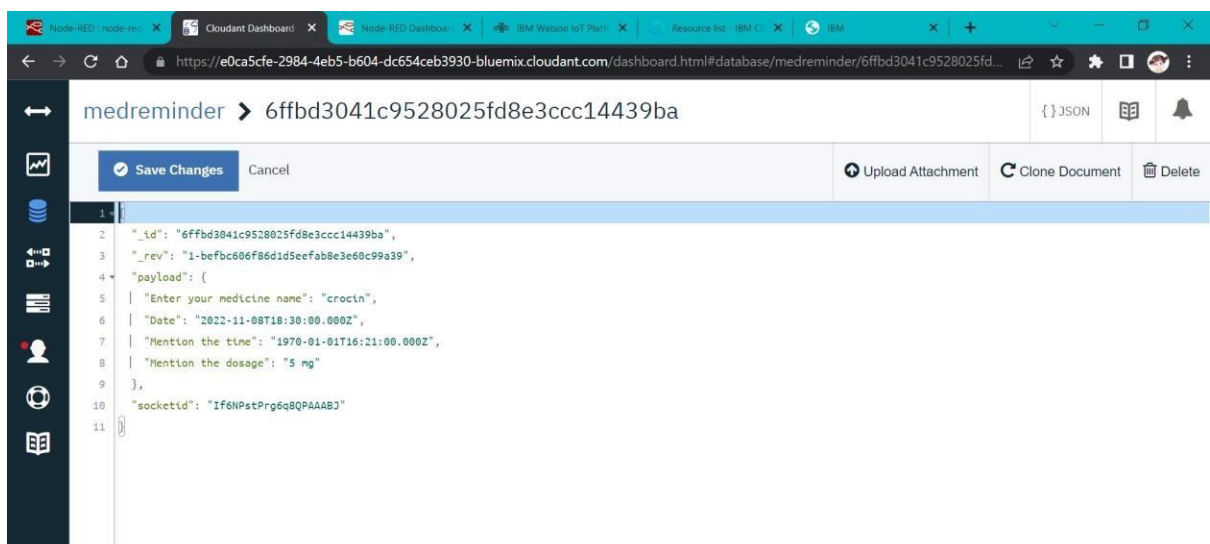 Node-RED : node-red
Cloudant Dashboard
Node-RED Dashboard
IBM Watson IoT Platf
Resource list - IBM Cl
IBM
https://e0ca5cfe-2984-4eb5-b604-dc654ceb3930-bluemix.cloudant.com/dashboard.html#database/medreminder/6ffbd3041c9528025fd...
medreminder > 6ffbd3041c9528025fd8e3ccc14439ba
{ } JSON
Save Changes
Cancel
Upload Attachment
Clone Document
Delete
1 {
2 "_id": "6ffbd3041c9528025fd8e3ccc14439ba",
3 "_rev": "1-befbc606f86d1d5eefab8e3e60c99a39",
4 "payload": {
5 "Enter your medicine name": "crocin",
6 "Date": "2022-11-08T18:30:00.000Z",
7 "Mention the time": "1970-01-01T16:21:00.000Z",
8 "Mention the dosage": "5 mg"
9 },
10 "socketid": "If6NPstPrg6q8QPAAABJ"
11 }